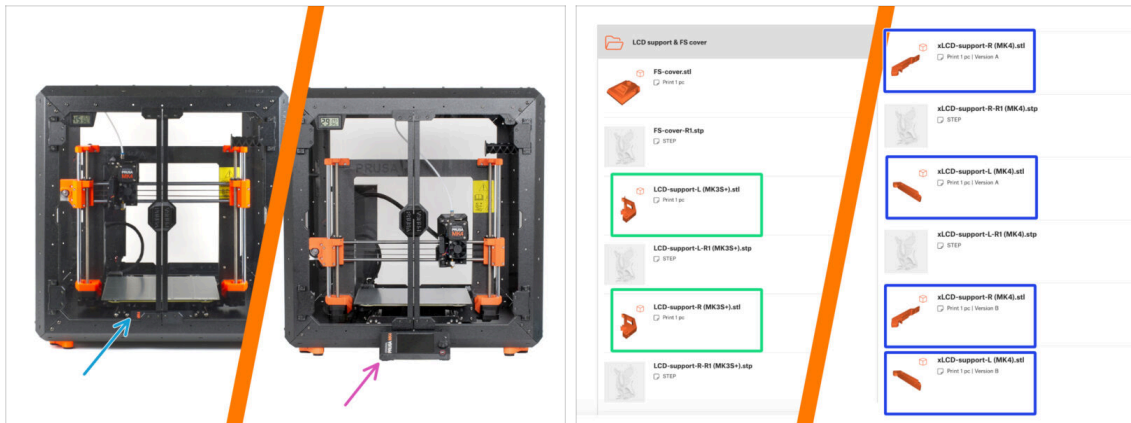 PRUSA
PRUSA
MK4
LCD support & FS cover
FS-cover.stl
Print 1 pc
FS-cover-R1.stp
STEP
LCD-support-L (MK3S+).stl
Print 1 pc
LCD-support-L-R1 (MK3S+).stp
STEP
LCD-support-R (MK3S+).stl
Print 1 pc
LCD-support-R-R1 (MK3S+).stp
STEP
xLCD-support-R (MK4).stl
Print 1 pc | Version A
xLCD-support-R-R1 (MK4).stp
STEP
xLCD-support-L (MK4).stl
Print 1 pc | Version A
xLCD-support-L-R1 (MK4).stp
STEP
xLCD-support-R (MK4).stl
Print 1 pc | Version B
xLCD-support-L (MK4).stl
Print 1 pc | Version B